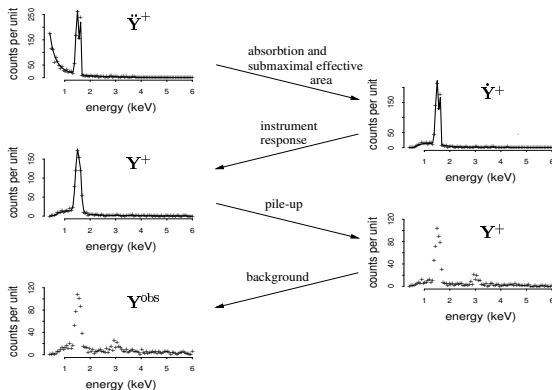 Ÿ+
counts per unit
0 50 150 250
1 2 3 4 5 6
energy (keV)
absorbtion and
submaximal effective
area
Ẏ+
counts per unit
0 50 150
1 2 3 4 5 6
energy (keV)
instrument
response
Y+
counts per unit
0 50 100 150
1 2 3 4 5 6
energy (keV)
pile-up
Y+
counts per unit
0 40 80 120
1 2 3 4 5 6
energy (keV)
background
Yobs
counts per unit
0 40 80 120
1 2 3 4 5 6
energy (keV)